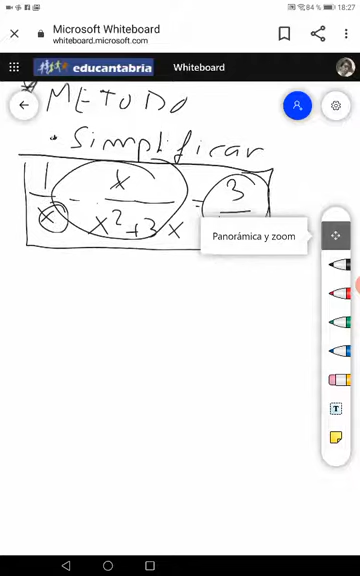 18:27
84 %
Microsoft Whiteboard
whiteboard.microsoft.com
educantabria Whiteboard
* METODO
· Simplificar
1/x - x/x²+3x = 3/
Panorámica y zoom
T